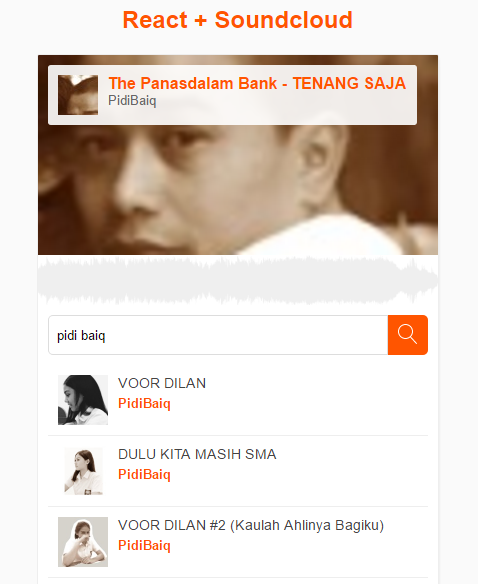 React + Soundcloud
The Panasdalam Bank - TENANG SAJA
PidiBaiq
pidi baiq
VOOR DILAN
PidiBaiq
DULU KITA MASIH SMA
PidiBaiq
VOOR DILAN #2 (Kaulah Ahlinya Bagiku)
PidiBaiq